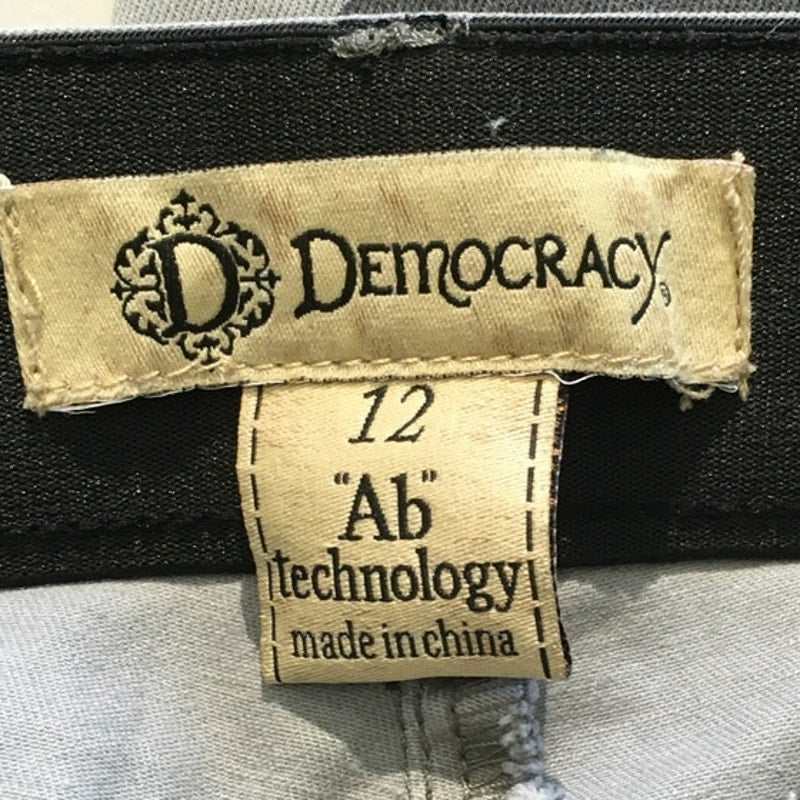 D DEMOCRACY®
12
"Ab"
technology
made in china